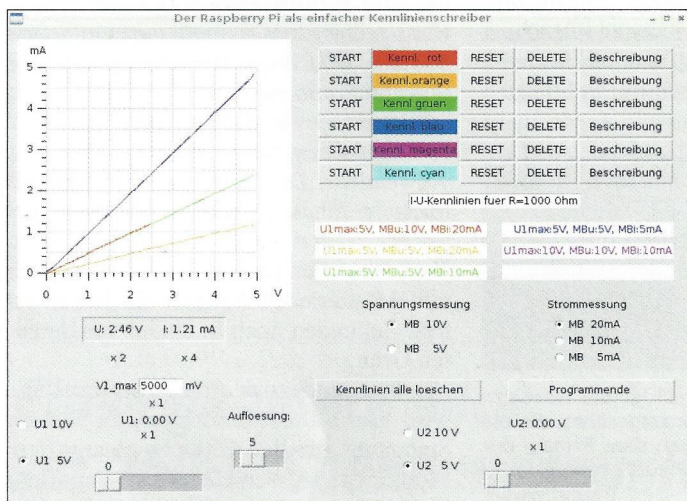 Der Raspberry Pi als einfacher Kennlinienschreiber
mA
5
4
3
2
1
0
0 1 2 3 4 5 V
START Kennl. rot RESET DELETE Beschreibung
START Kennl.orange RESET DELETE Beschreibung
START Kennl gruen RESET DELETE Beschreibung
START Kennl. blau RESET DELETE Beschreibung
START Kennl. magenta RESET DELETE Beschreibung
START Kennl. cyan RESET DELETE Beschreibung
I-U-Kennlinien fuer R=1000 Ohm
U1max:5V, MBu:10V, MBi:20mA U1max:5V, MBu:5V, MBi:5mA
U1max:5V, MBu:5V, MBi:20mA U1max:10V, MBu:10V, MBi:10mA
U1max:5V, MBu:5V, MBi:10mA
Spannungsmessung Strommessung
MB 10V MB 20mA
MB 5V MB 10mA
MB 5mA
U: 2.46 V I: 1.21 mA
x 2 x 4
V1_max 5000 mV
x 1
Kennlinien alle loeschen Programmende
U1 10V U1: 0.00 V Aufloesung:
x 1
U1 5V 0 5
U2 10 V U2: 0.00 V
x 1
U2 5 V 0